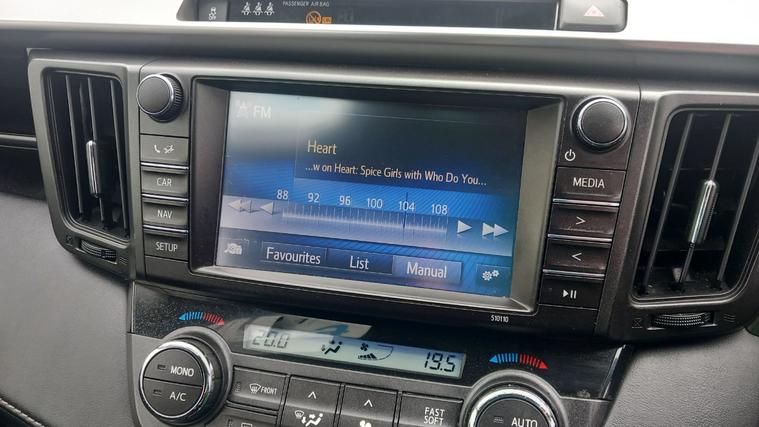 PASSENGER AIR BAG
FM
Heart
...w on Heart: Spice Girls with Who Do You...
88 92 96 100 104 108
Favourites List Manual
CAR
NAV
SETUP
MEDIA
>
<
510110
20.0 19.5
MONO
A/C
FRONT
FAST
SOFT
AUTO